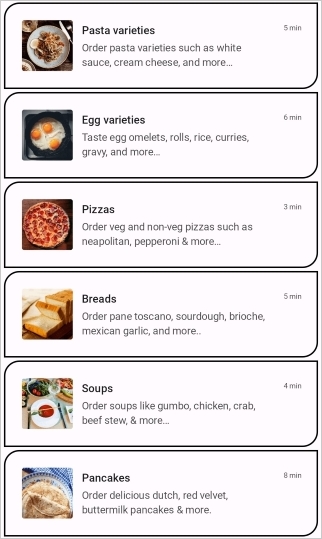 Pasta varieties
5 min
Order pasta varieties such as white
sauce, cream cheese, and more...
Egg varieties
6 min
Taste egg omelets, rolls, rice, curries,
gravy, and more...
Pizzas
3 min
Order veg and non-veg pizzas such as
neapolitan, pepperoni & more...
Breads
5 min
Order pane toscano, sourdough, brioche,
mexican garlic, and more..
Soups
4 min
Order soups like gumbo, chicken, crab,
beef stew, & more...
Pancakes
8 min
Order delicious dutch, red velvet,
buttermilk pancakes & more.